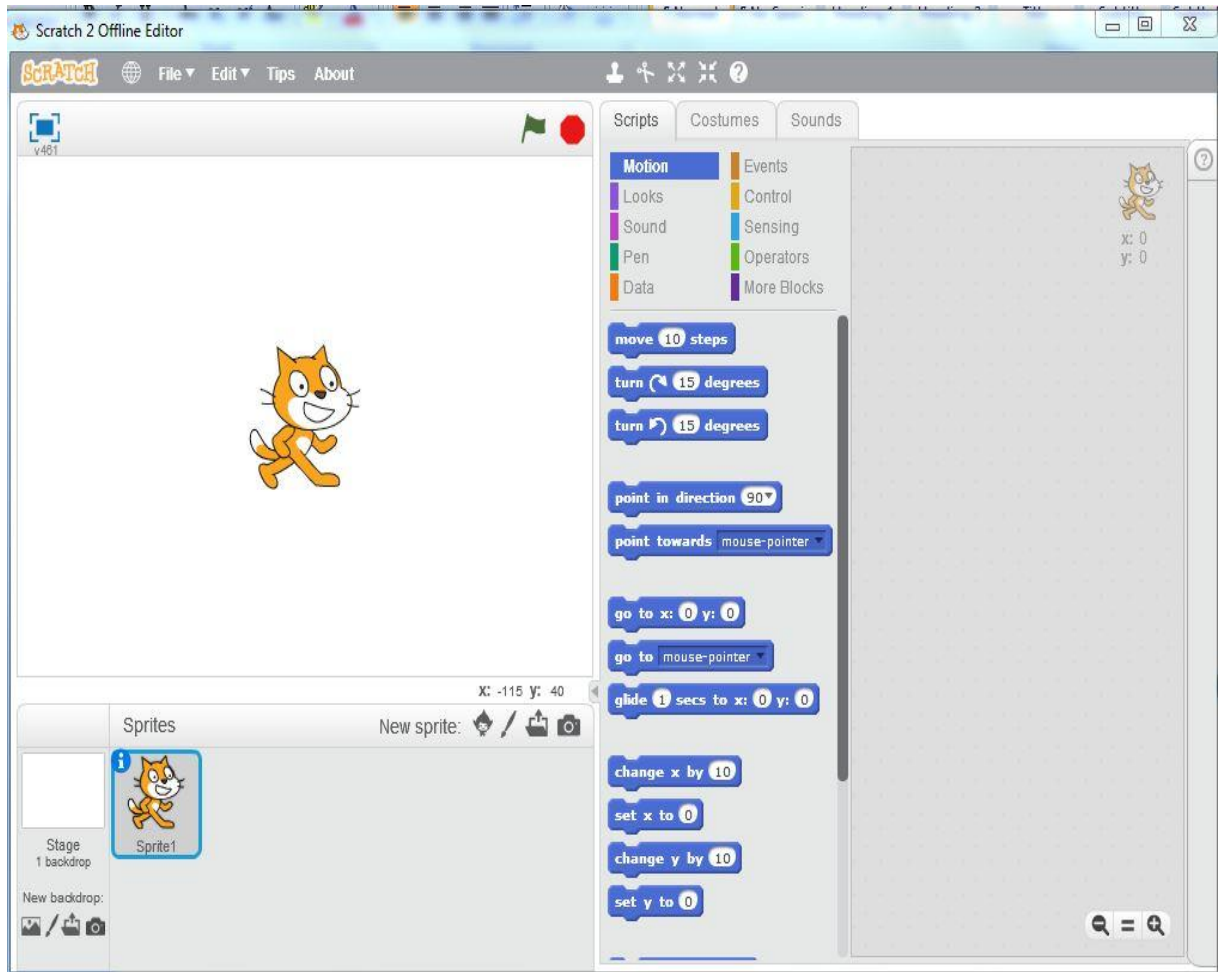 Scratch 2 Offline Editor
SCRATCH File Edit Tips About
v461
Scripts Costumes Sounds
Motion Events
Looks Control
Sound Sensing
Pen Operators
Data More Blocks
x: 0
y: 0
move 10 steps
turn 15 degrees
turn 15 degrees
point in direction 90
point towards mouse-pointer
go to x: 0 y: 0
go to mouse-pointer
glide 1 secs to x: 0 y: 0
change x by 10
set x to 0
change y by 10
set y to 0
X: -115 y: 40
Sprites New sprite:
Stage
1 backdrop
Sprite1
New backdrop: